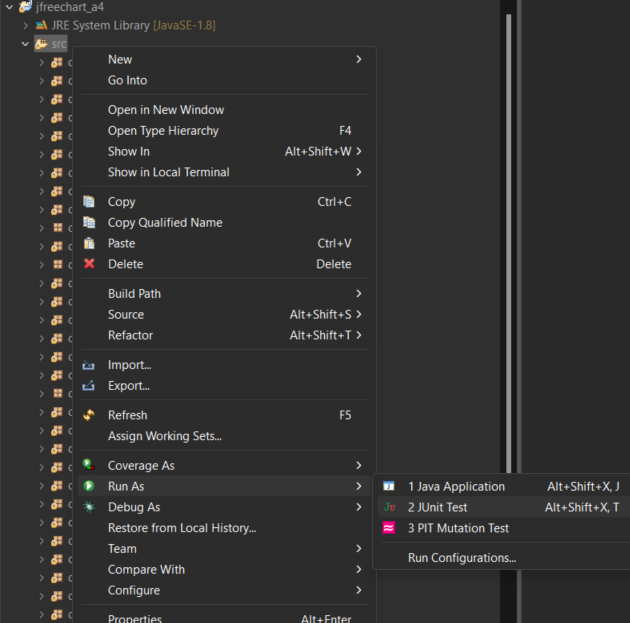 jfreechart_a4
JRE System Library [JavaSE-1.8]
src
New
Go Into
Open in New Window
Open Type Hierarchy F4
Show In Alt+Shift+W
Show in Local Terminal
Copy Ctrl+C
Copy Qualified Name
Paste Ctrl+V
Delete Delete
Build Path
Source Alt+Shift+S
Refactor Alt+Shift+T
Import...
Export...
Refresh F5
Assign Working Sets...
Coverage As
Run As
1 Java Application Alt+Shift+X, J
Debug As
2 JUnit Test Alt+Shift+X, T
Restore from Local History...
3 PIT Mutation Test
Team
Run Configurations...
Compare With
Configure
Properties Alt+Enter